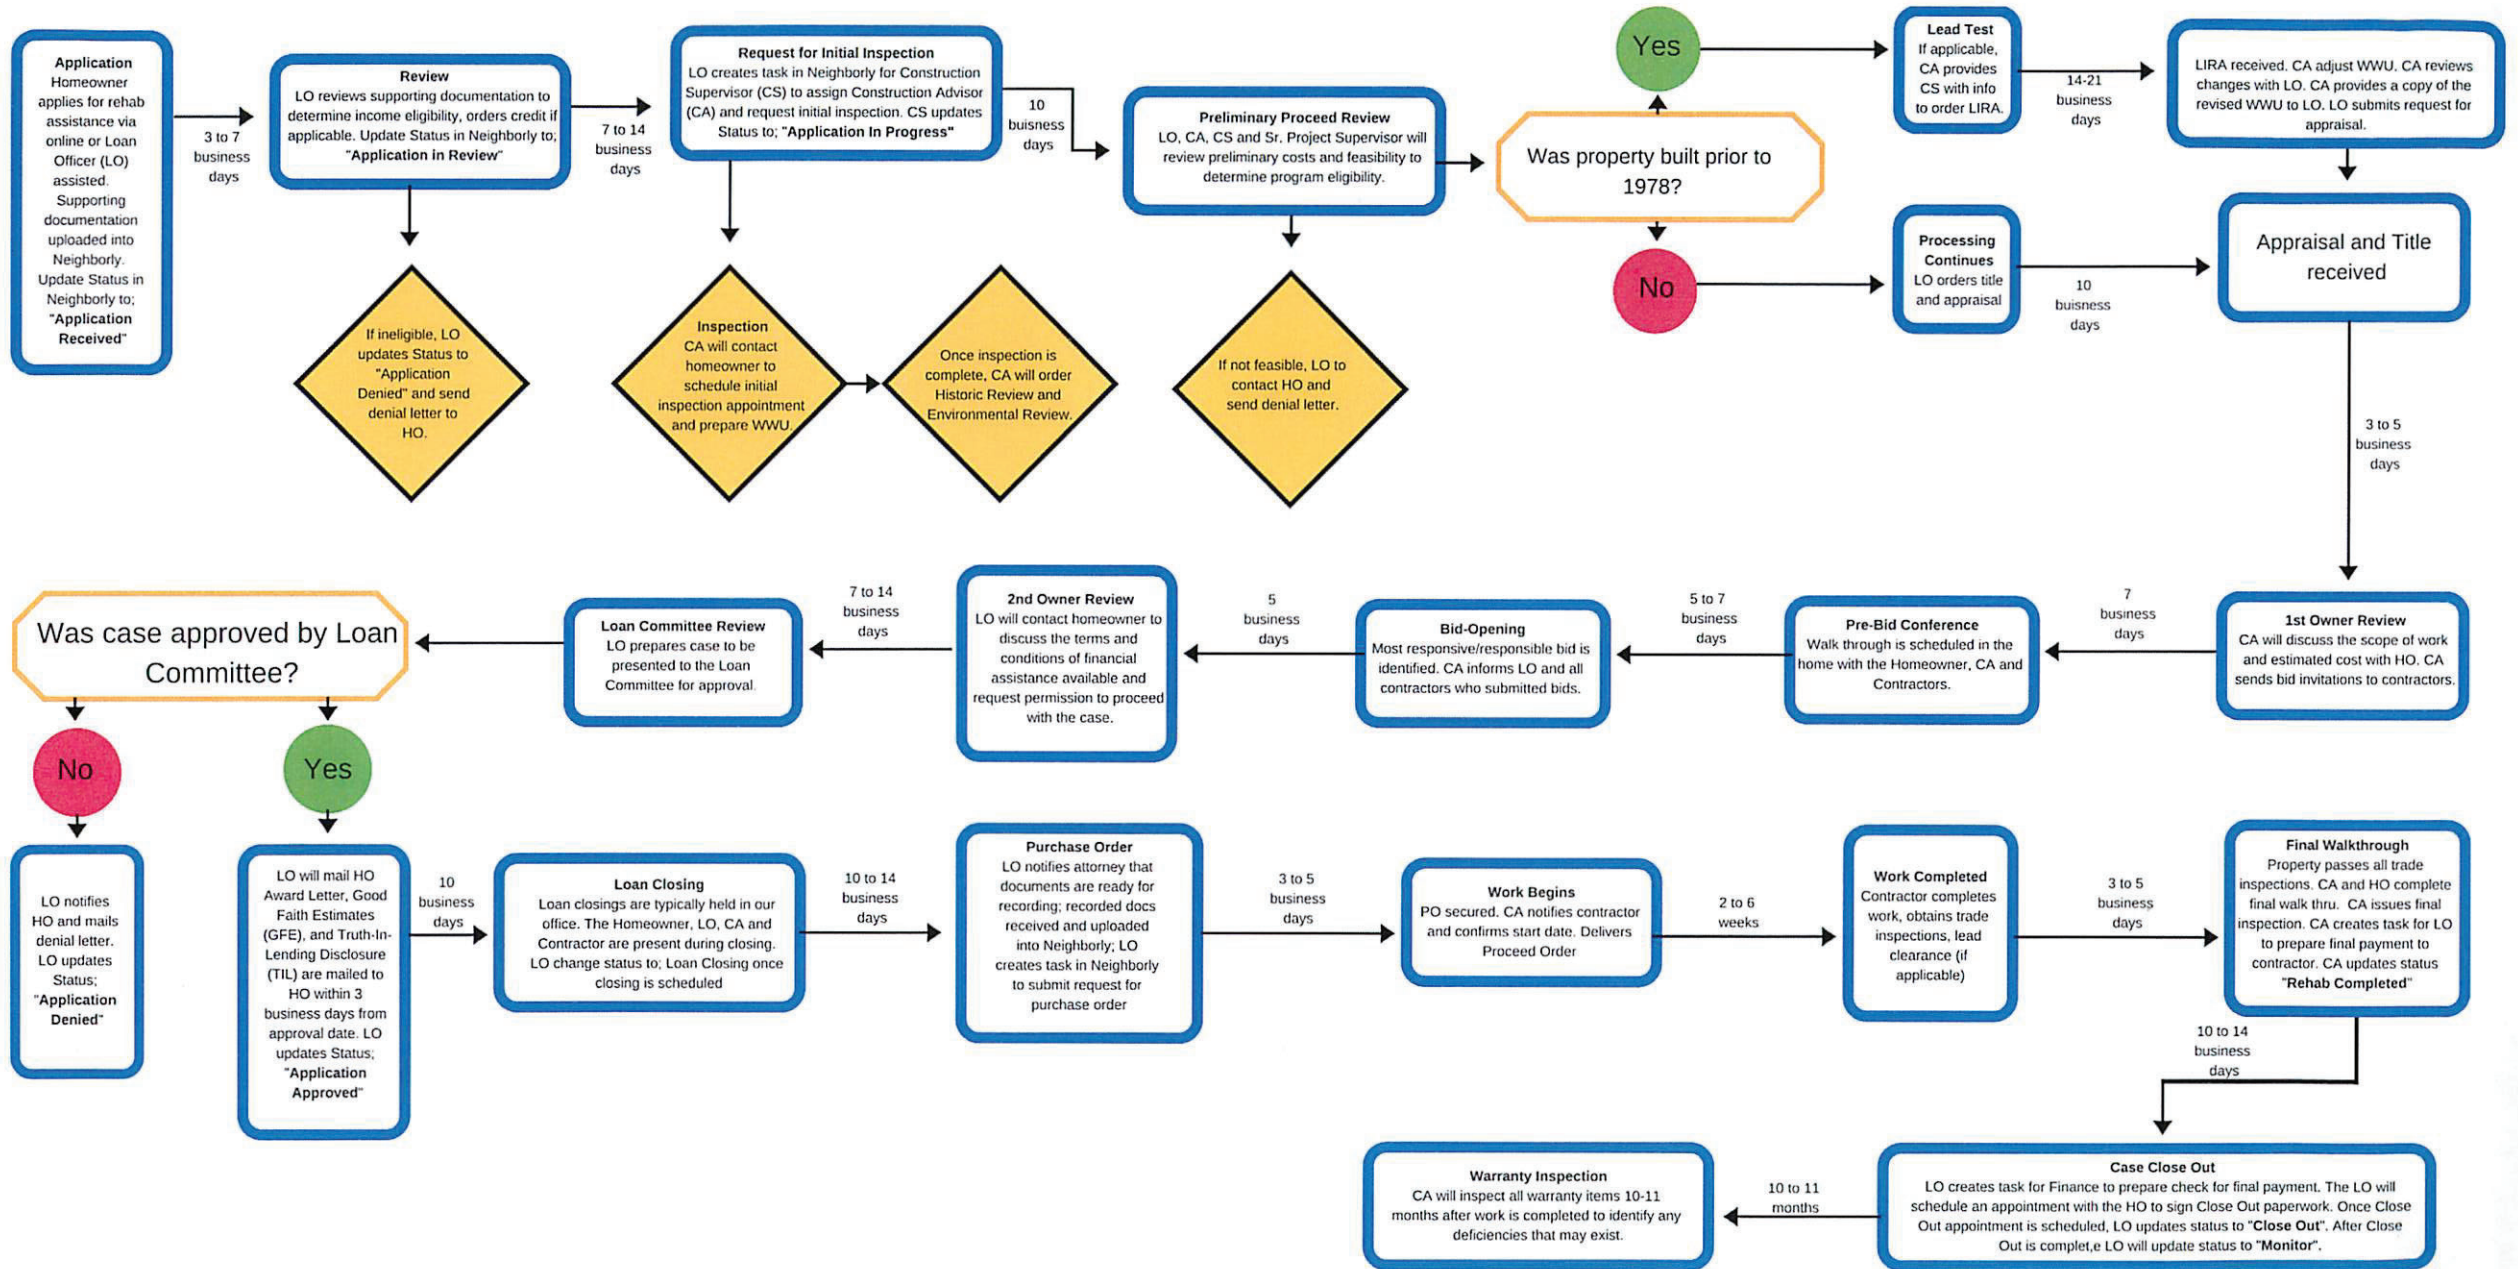 Application
Homeowner
applies for rehab
assistance via
online or Loan
Officer (LO)
assisted.
Supporting
documentation
uploaded into
Neighborly.
Update Status in
Neighborly to;
"Application
Received"
3 to 7
business
days
Review
LO reviews supporting documentation to
determine income eligibility, orders credit if
applicable. Update Status in Neighborly to;
"Application in Review"
7 to 14
business
days
If ineligible, LO
updates Status to
"Application
Denied" and send
denial letter to
HO.
Request for Initial Inspection
LO creates task in Neighborly for Construction
Supervisor (CS) to assign Construction Advisor
(CA) and request initial inspection. CS updates
Status to; "Application In Progress"
10
buisness
days
Inspection
CA will contact
homeowner to
schedule initial
inspection appointment
and prepare WWU.
Once inspection is
complete, CA will order
Historic Review and
Environmental Review.
Preliminary Proceed Review
LO, CA, CS and Sr. Project Supervisor will
review preliminary costs and feasibility to
determine program eligibility.
If not feasible, LO to
contact HO and
send denial letter.
Was property built prior to
1978?
Yes
Lead Test
If applicable,
CA provides
CS with info
to order LIRA.
14-21
business
days
LIRA received. CA adjust WWU. CA reviews
changes with LO. CA provides a copy of the
revised WWU to LO. LO submits request for
appraisal.
No
Processing
Continues
LO orders title
and appraisal
10
buisness
days
Appraisal and Title
received
3 to 5
business
days
1st Owner Review
CA will discuss the scope of work
and estimated cost with HO. CA
sends bid invitations to contractors.
7
business
days
Pre-Bid Conference
Walk through is scheduled in the
home with the Homeowner, CA and
Contractors.
5 to 7
business
days
Bid-Opening
Most responsive/responsible bid is
identified. CA informs LO and all
contractors who submitted bids.
5
business
days
2nd Owner Review
LO will contact homeowner to
discuss the terms and
conditions of financial
assistance available and
request permission to proceed
with the case.
7 to 14
business
days
Loan Committee Review
LO prepares case to be
presented to the Loan
Committee for approval.
Was case approved by Loan
Committee?
No
LO notifies
HO and mails
denial letter.
LO updates
Status;
"Application
Denied"
Yes
LO will mail HO
Award Letter, Good
Faith Estimates
(GFE), and Truth-In-
Lending Disclosure
(TIL) are mailed to
HO within 3
business days from
approval date. LO
updates Status;
"Application
Approved"
10
business
days
Loan Closing
Loan closings are typically held in our
office. The Homeowner, LO, CA and
Contractor are present during closing.
LO change status to; Loan Closing once
closing is scheduled
10 to 14
business
days
Purchase Order
LO notifies attorney that
documents are ready for
recording; recorded docs
received and uploaded
into Neighborly; LO
creates task in Neighborly
to submit request for
purchase order
3 to 5
business
days
Work Begins
PO secured. CA notifies contractor
and confirms start date. Delivers
Proceed Order
2 to 6
weeks
Work Completed
Contractor completes
work, obtains trade
inspections, lead
clearance (if
applicable)
3 to 5
business
days
Final Walkthrough
Property passes all trade
inspections. CA and HO complete
final walk thru. CA issues final
inspection. CA creates task for LO
to prepare final payment to
contractor. CA updates status
"Rehab Completed"
10 to 14
business
days
Case Close Out
LO creates task for Finance to prepare check for final payment. The LO will
schedule an appointment with the HO to sign Close Out paperwork. Once Close
Out appointment is scheduled, LO updates status to "Close Out". After Close
Out is complet,e LO will update status to "Monitor".
10 to 11
months
Warranty Inspection
CA will inspect all warranty items 10-11
months after work is completed to identify any
deficiencies that may exist.